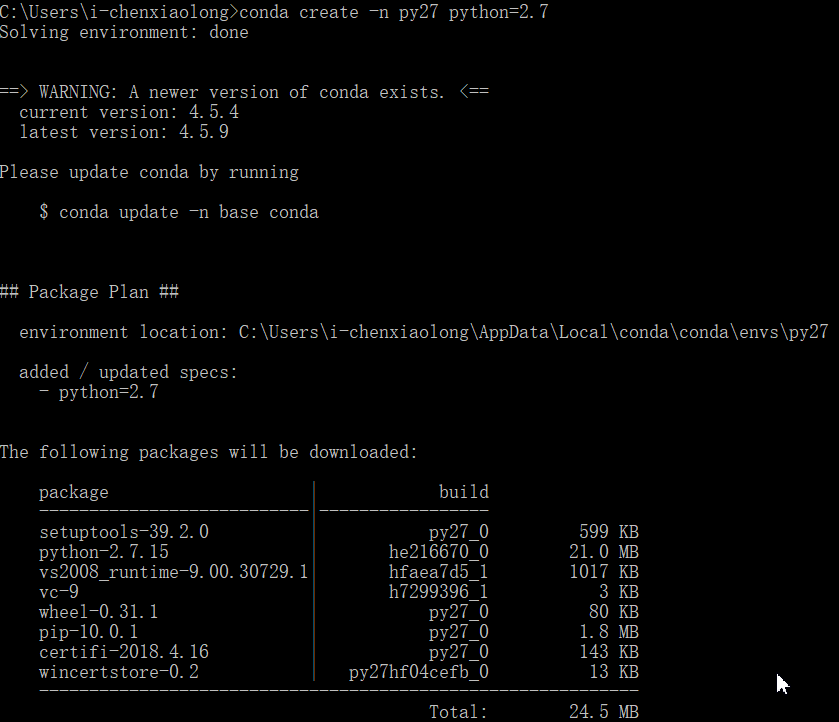 C:\Users\i-chenxiaolong>conda create -n py27 python=2.7
Solving environment: done
==> WARNING: A newer version of conda exists. <==
current version: 4.5.4
latest version: 4.5.9
Please update conda by running
$ conda update -n base conda
## Package Plan ##
environment location: C:\Users\i-chenxiaolong\AppData\Local\conda\conda\envs\py27
added / updated specs:
- python=2.7
The following packages will be downloaded:
package | build
---------------------------|-----------------
setuptools-39.2.0 | py27_0 599 KB
python-2.7.15 | he216670_0 21.0 MB
vs2008_runtime-9.00.30729.1| hfaea7d5_1 1017 KB
vc-9 | h7299396_1 3 KB
wheel-0.31.1 | py27_0 80 KB
pip-10.0.1 | py27_0 1.8 MB
certifi-2018.4.16 | py27_0 143 KB
wincertstore-0.2 | py27hf04cefb_0 13 KB
------------------------------------------------------------
Total: 24.5 MB